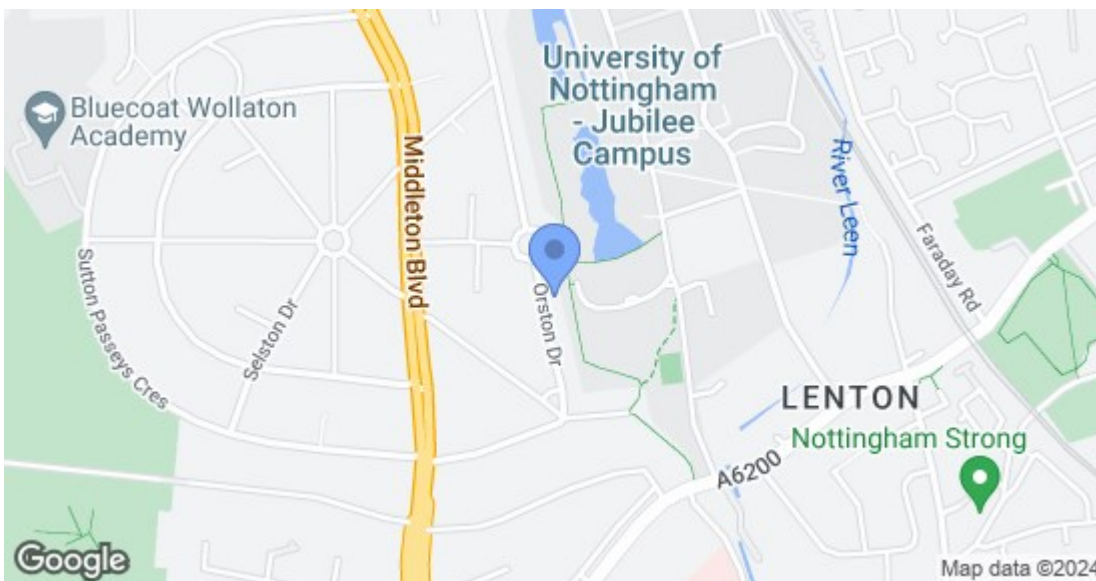 University of
Nottingham
- Jubilee
Campus
Bluecoat Wollaton
Academy
Middleton Blvd
River Leen
Faraday Rd
Sutton Passeys Cres
Selston Dr
Orston Dr
LENTON
Nottingham Strong
A6200
Google
Map data ©2024